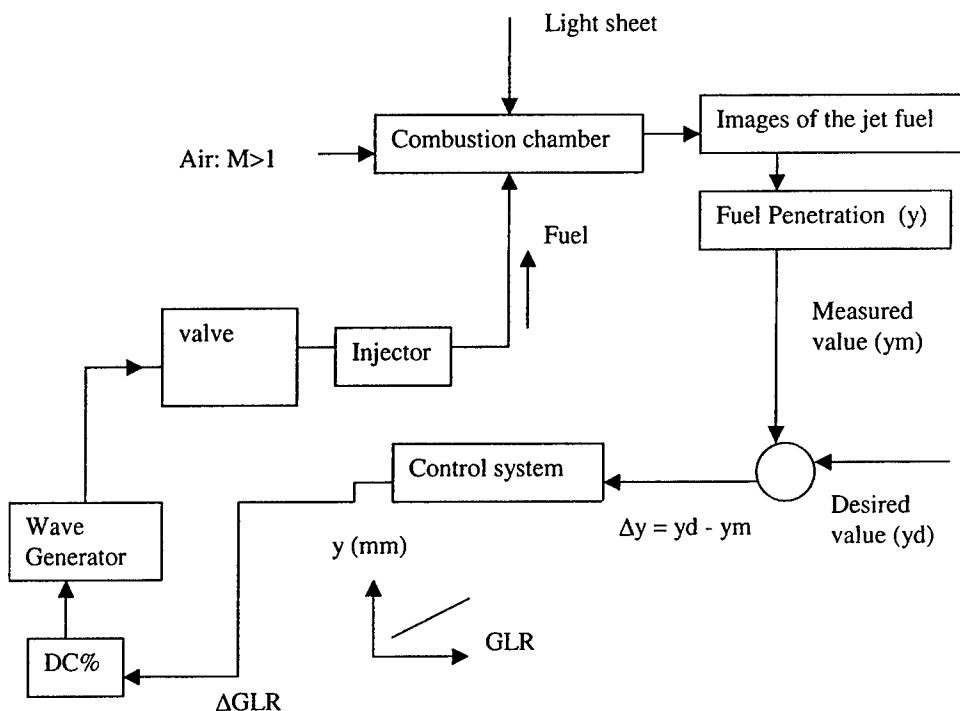 Light sheet
Images of the jet fuel
Combustion chamber
Air: M>1
Fuel Penetration (y)
Fuel
Measured
value (ym)
valve
Injector
Control system
Desired
value (yd)
Δy = yd - ym
Wave
Generator
y (mm)
GLR
DC%
ΔGLR